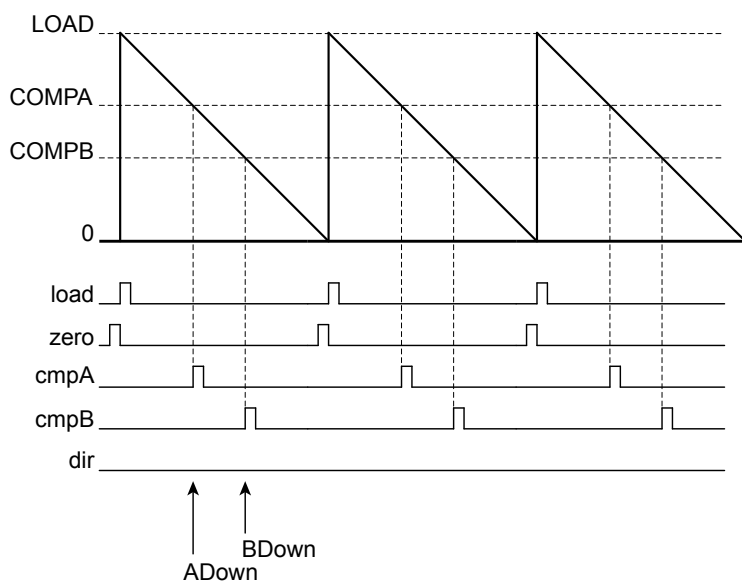 LOAD
COMPA
COMPB
0
load
zero
cmpA
cmpB
dir
BDown
ADown